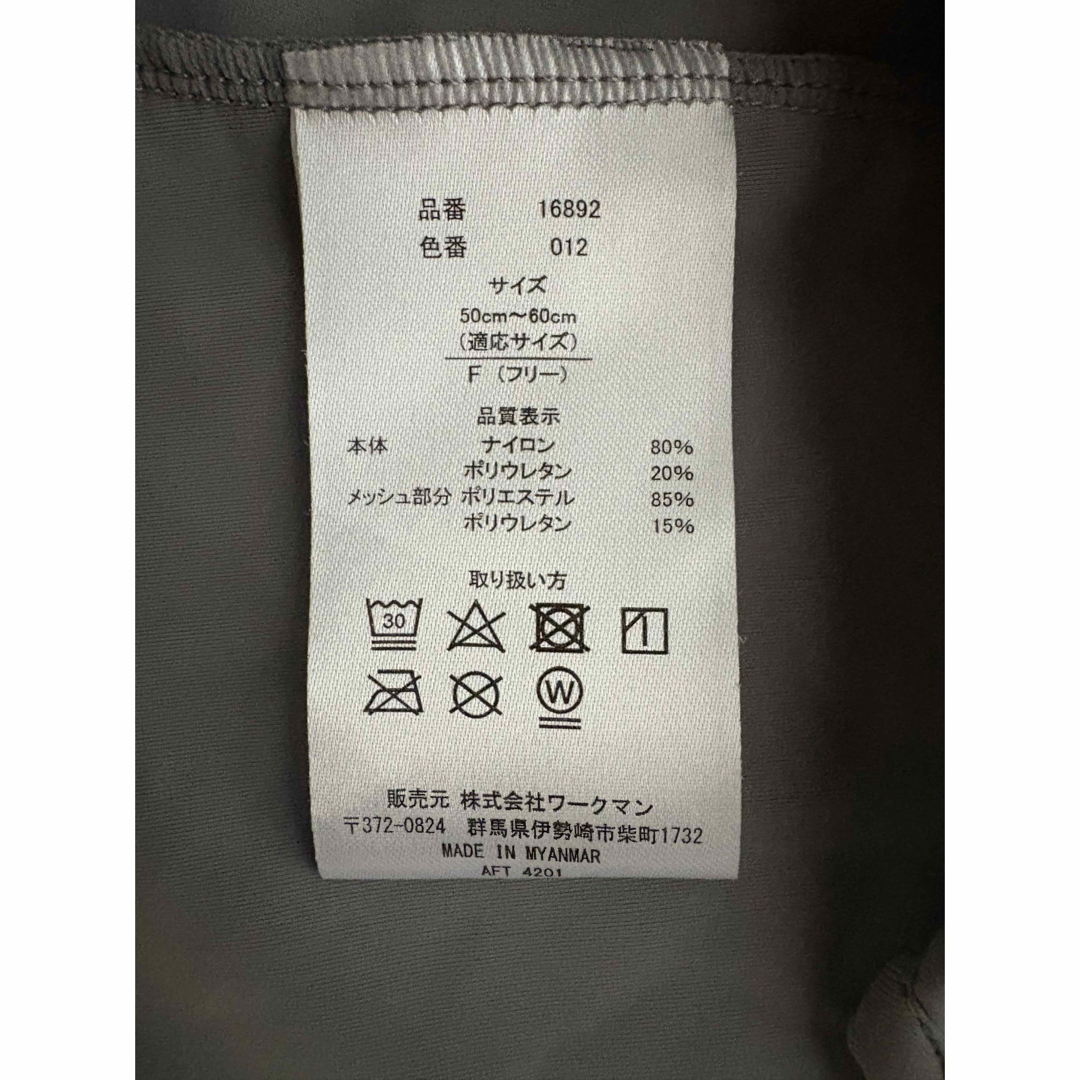 品番 16892
色番 012
サイズ
50cm～60cm
（適応サイズ）
F（フリー）
品質表示
本体 ナイロン 80%
ポリウレタン 20%
メッシュ部分 ポリエステル 85%
ポリウレタン 15%
取り扱い方
30
W
販売元 株式会社ワークマン
〒372-0824 群馬県伊勢崎市柴町1732
MADE IN MYANMAR
AFT 4201